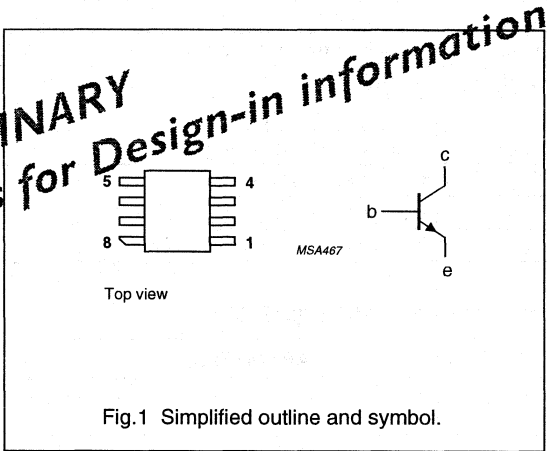 INARY
s for Design-in information
5
4
8
1
MSA467
Top view
c
b
e
Fig.1 Simplified outline and symbol.